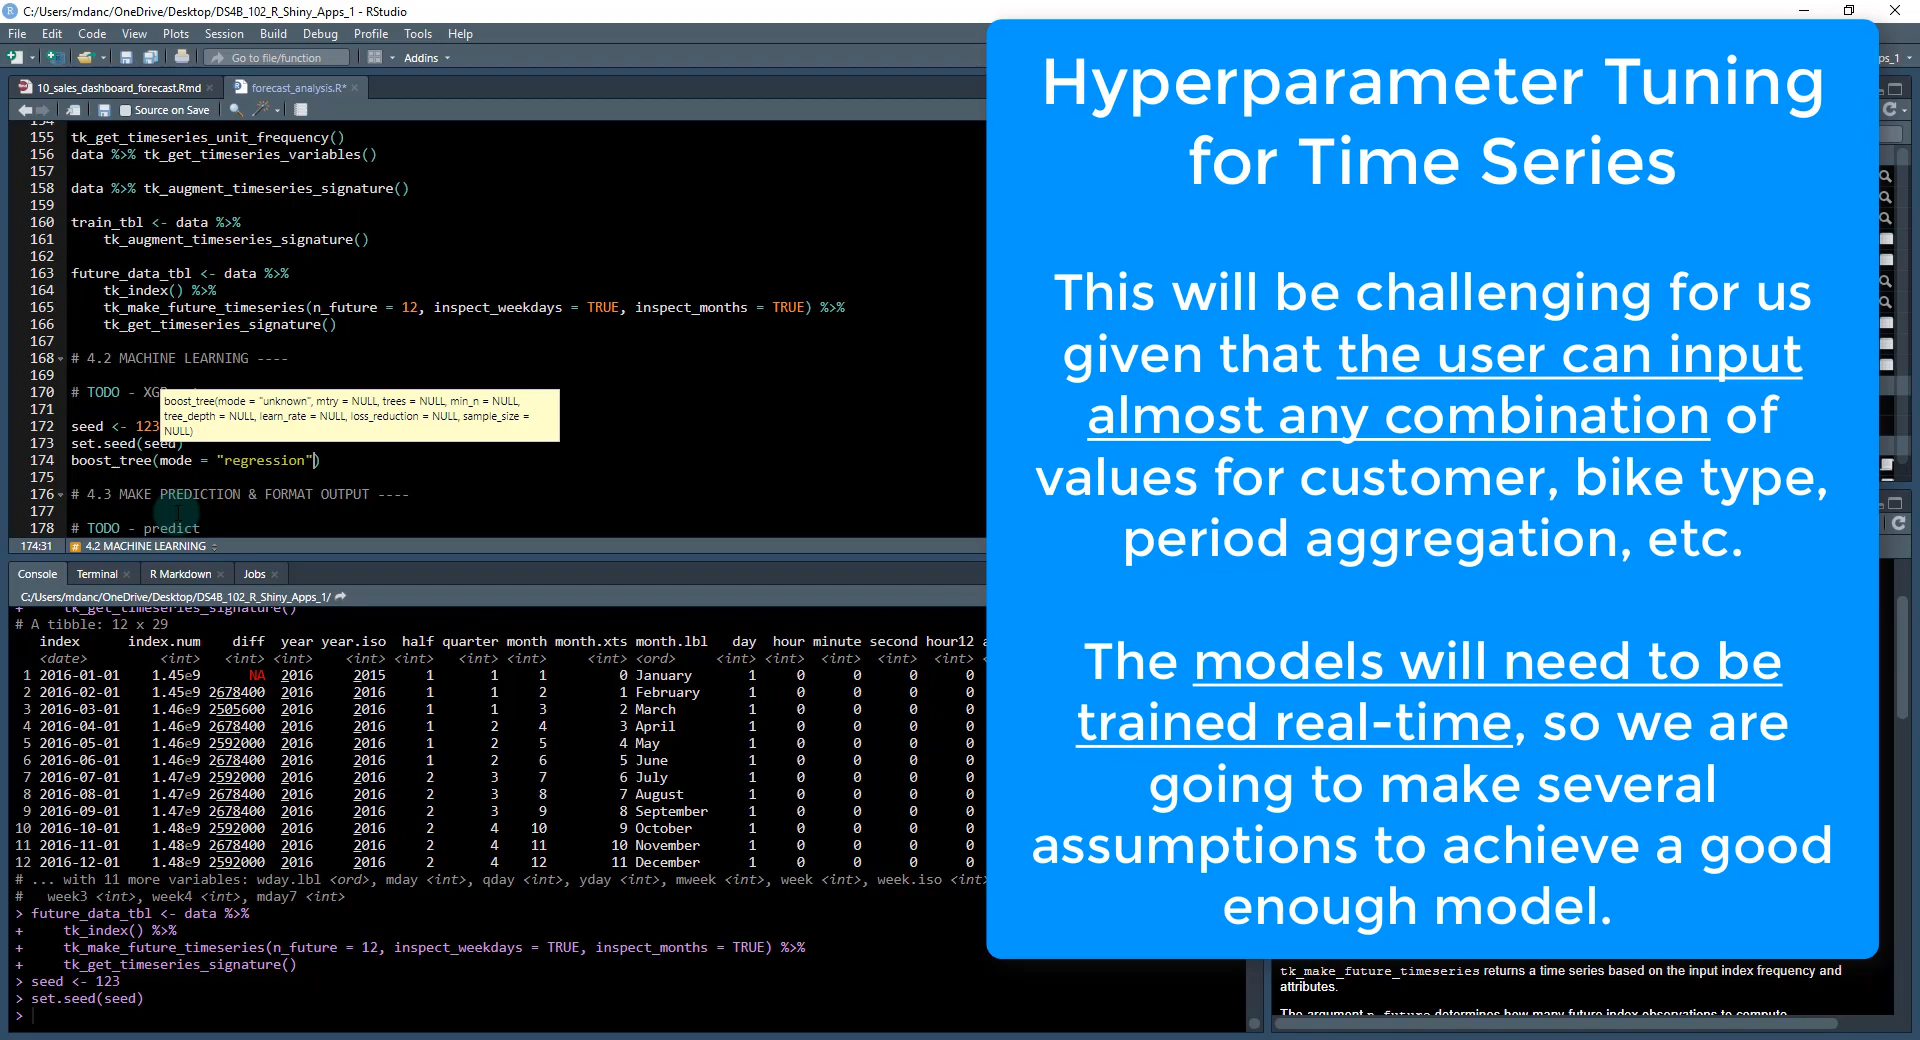 C:/Users/mdanc/OneDrive/Desktop/DS4B_102_R_Shiny_Apps_1 - RStudio
File Edit Code View Plots Session Build Debug Profile Tools Help
Go to file/function Addins
10_sales_dashboard_forecast.Rmd forecast_analysis.R*
Source on Save
154
155 tk_get_timeseries_unit_frequency()
156 data %>% tk_get_timeseries_variables()
157
158 data %>% tk_augment_timeseries_signature()
159
160 train_tbl <- data %>%
161 tk_augment_timeseries_signature()
162
163 future_data_tbl <- data %>%
164 tk_index() %>%
165 tk_make_future_timeseries(n_future = 12, inspect_weekdays = TRUE, inspect_months = TRUE) %>%
166 tk_get_timeseries_signature()
167
168 # 4.2 MACHINE LEARNING ----
169
170 # TODO - XGB
boost_tree(mode = "unknown", mtry = NULL, trees = NULL, min_n = NULL,
tree_depth = NULL, learn_rate = NULL, loss_reduction = NULL, sample_size =
NULL)
171
172 seed <- 123
173 set.seed(seed)
174 boost_tree(mode = "regression")
175
176 # 4.3 MAKE PREDICTION & FORMAT OUTPUT ----
177
178 # TODO - predict
174:31 4.2 MACHINE LEARNING
Console Terminal R Markdown Jobs
C:/Users/mdanc/OneDrive/Desktop/DS4B_102_R_Shiny_Apps_1/
+ tk_get_timeseries_signature()
# A tibble: 12 x 29
index index.num diff year year.iso half quarter month month.xts month.lbl day hour minute second hour12
<date> <int> <int> <int> <int> <int> <int> <int> <int> <ord> <int> <int> <int> <int> <int>
1 2016-01-01 1.45e9 NA 2016 2015 1 1 1 0 January 1 0 0 0 0
2 2016-02-01 1.45e9 2678400 2016 2016 1 1 2 1 February 1 0 0 0 0
3 2016-03-01 1.46e9 2505600 2016 2016 1 1 3 2 March 1 0 0 0 0
4 2016-04-01 1.46e9 2678400 2016 2016 1 2 4 3 April 1 0 0 0 0
5 2016-05-01 1.46e9 2592000 2016 2016 1 2 5 4 May 1 0 0 0 0
6 2016-06-01 1.46e9 2678400 2016 2016 1 2 6 5 June 1 0 0 0 0
7 2016-07-01 1.47e9 2592000 2016 2016 2 3 7 6 July 1 0 0 0 0
8 2016-08-01 1.47e9 2678400 2016 2016 2 3 8 7 August 1 0 0 0 0
9 2016-09-01 1.47e9 2678400 2016 2016 2 3 9 8 September 1 0 0 0 0
10 2016-10-01 1.48e9 2592000 2016 2016 2 4 10 9 October 1 0 0 0 0
11 2016-11-01 1.48e9 2678400 2016 2016 2 4 11 10 November 1 0 0 0 0
12 2016-12-01 1.48e9 2592000 2016 2016 2 4 12 11 December 1 0 0 0 0
# ... with 11 more variables: wday.lbl <ord>, mday <int>, qday <int>, yday <int>, mweek <int>, week <int>, week.iso <int>
# week3 <int>, week4 <int>, mday7 <int>
> future_data_tbl <- data %>%
+ tk_index() %>%
+ tk_make_future_timeseries(n_future = 12, inspect_weekdays = TRUE, inspect_months = TRUE) %>%
+ tk_get_timeseries_signature()
> seed <- 123
> set.seed(seed)
>
Hyperparameter Tuning
for Time Series
This will be challenging for us
given that the user can input
almost any combination of
values for customer, bike type,
period aggregation, etc.
The models will need to be
trained real-time, so we are
going to make several
assumptions to achieve a good
enough model.
ps_1
tk_make_future_timeseries returns a time series based on the input index frequency and
attributes.
The argument n_future determines how many future index observations to compute